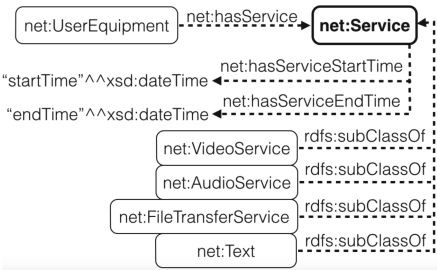 net:hasService
net:UserEquipment
net:Service
net:hasServiceStartTime
“startTime”^^xsd:dateTime
net:hasServiceEndTime
“endTime”^^xsd:dateTime
rdfs:subClassOf
net:VideoService
rdfs:subClassOf
net:AudioService
rdfs:subClassOf
net:FileTransferService
rdfs:subClassOf
net:Text